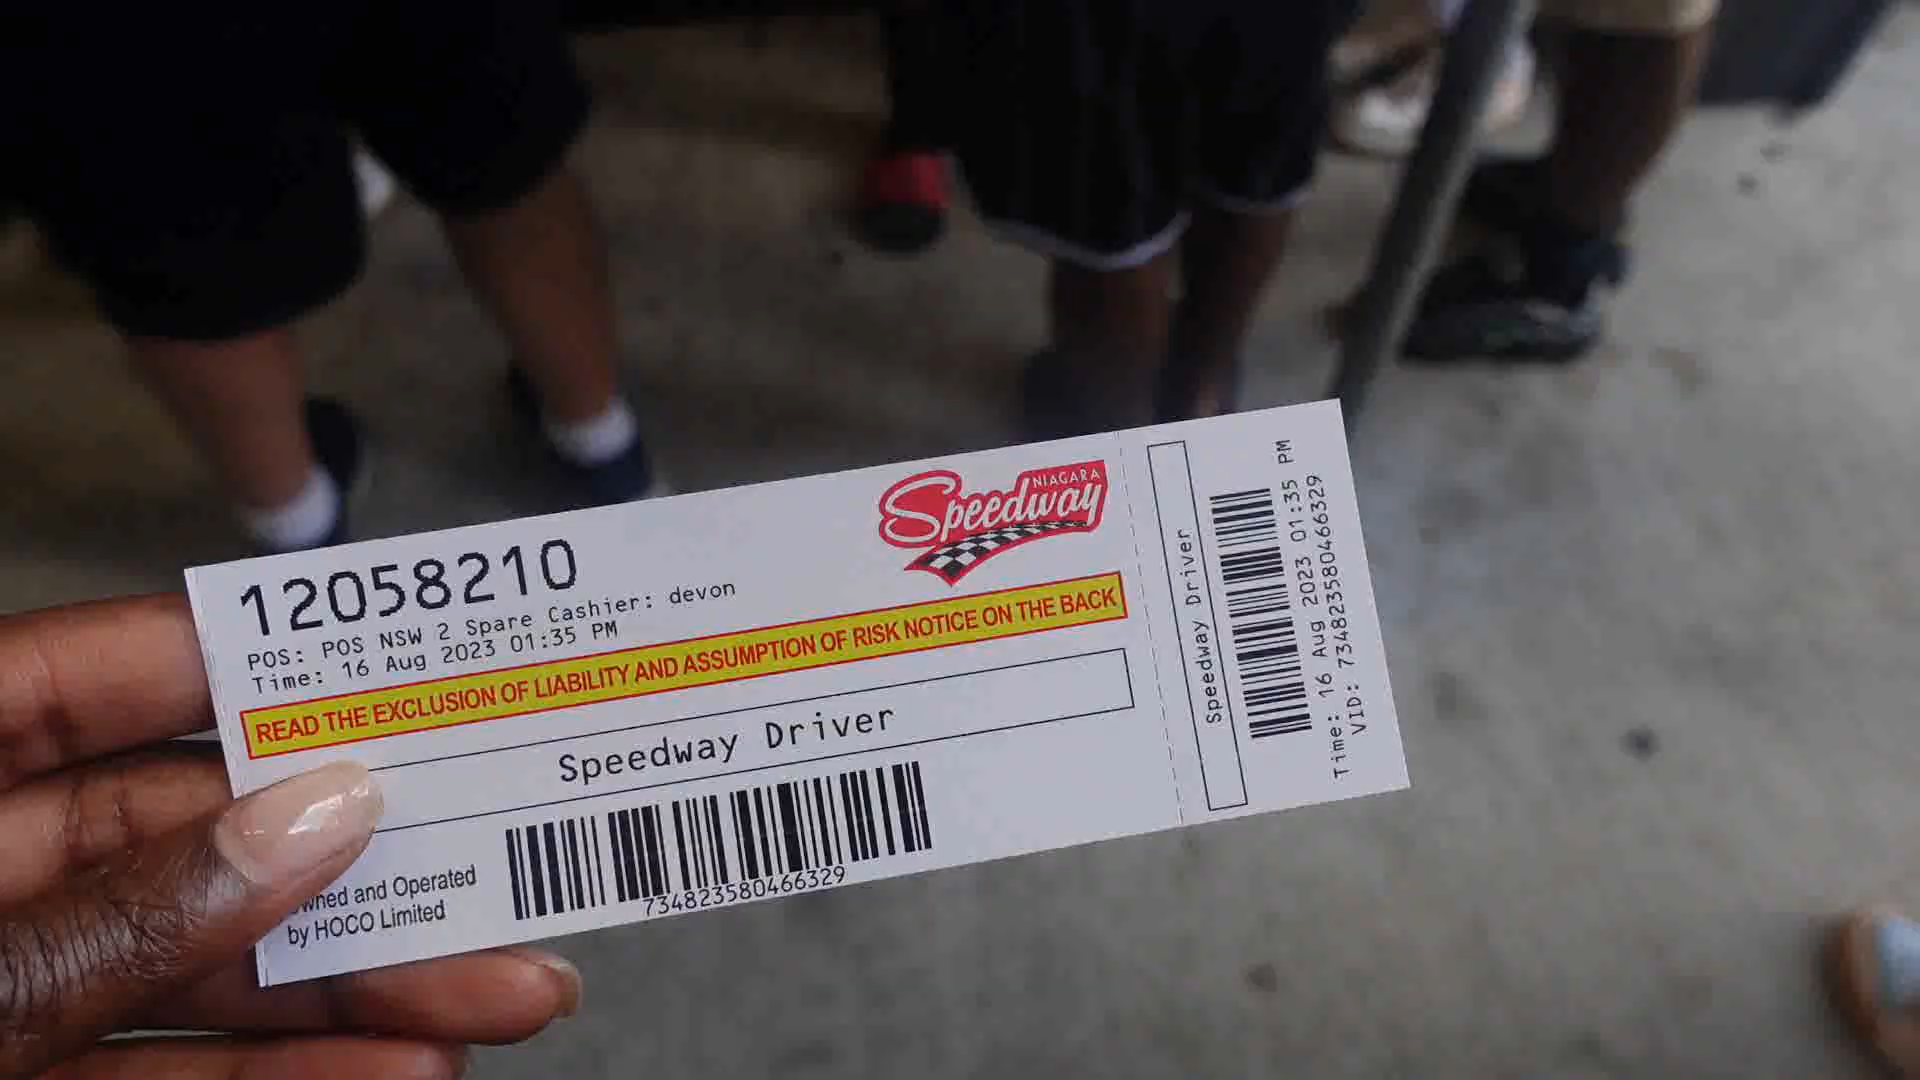 12058210
POS: POS NSW 2 Spare Cashier: devon
Time: 16 Aug 2023 01:35 PM
NIAGARA
Speedway
READ THE EXCLUSION OF LIABILITY AND ASSUMPTION OF RISK NOTICE ON THE BACK
Speedway Driver
734823580466329
wned and Operated
by HOCO Limited
Speedway Driver
Time: 16 Aug 2023 01:35 PM
VID: 734823580466329